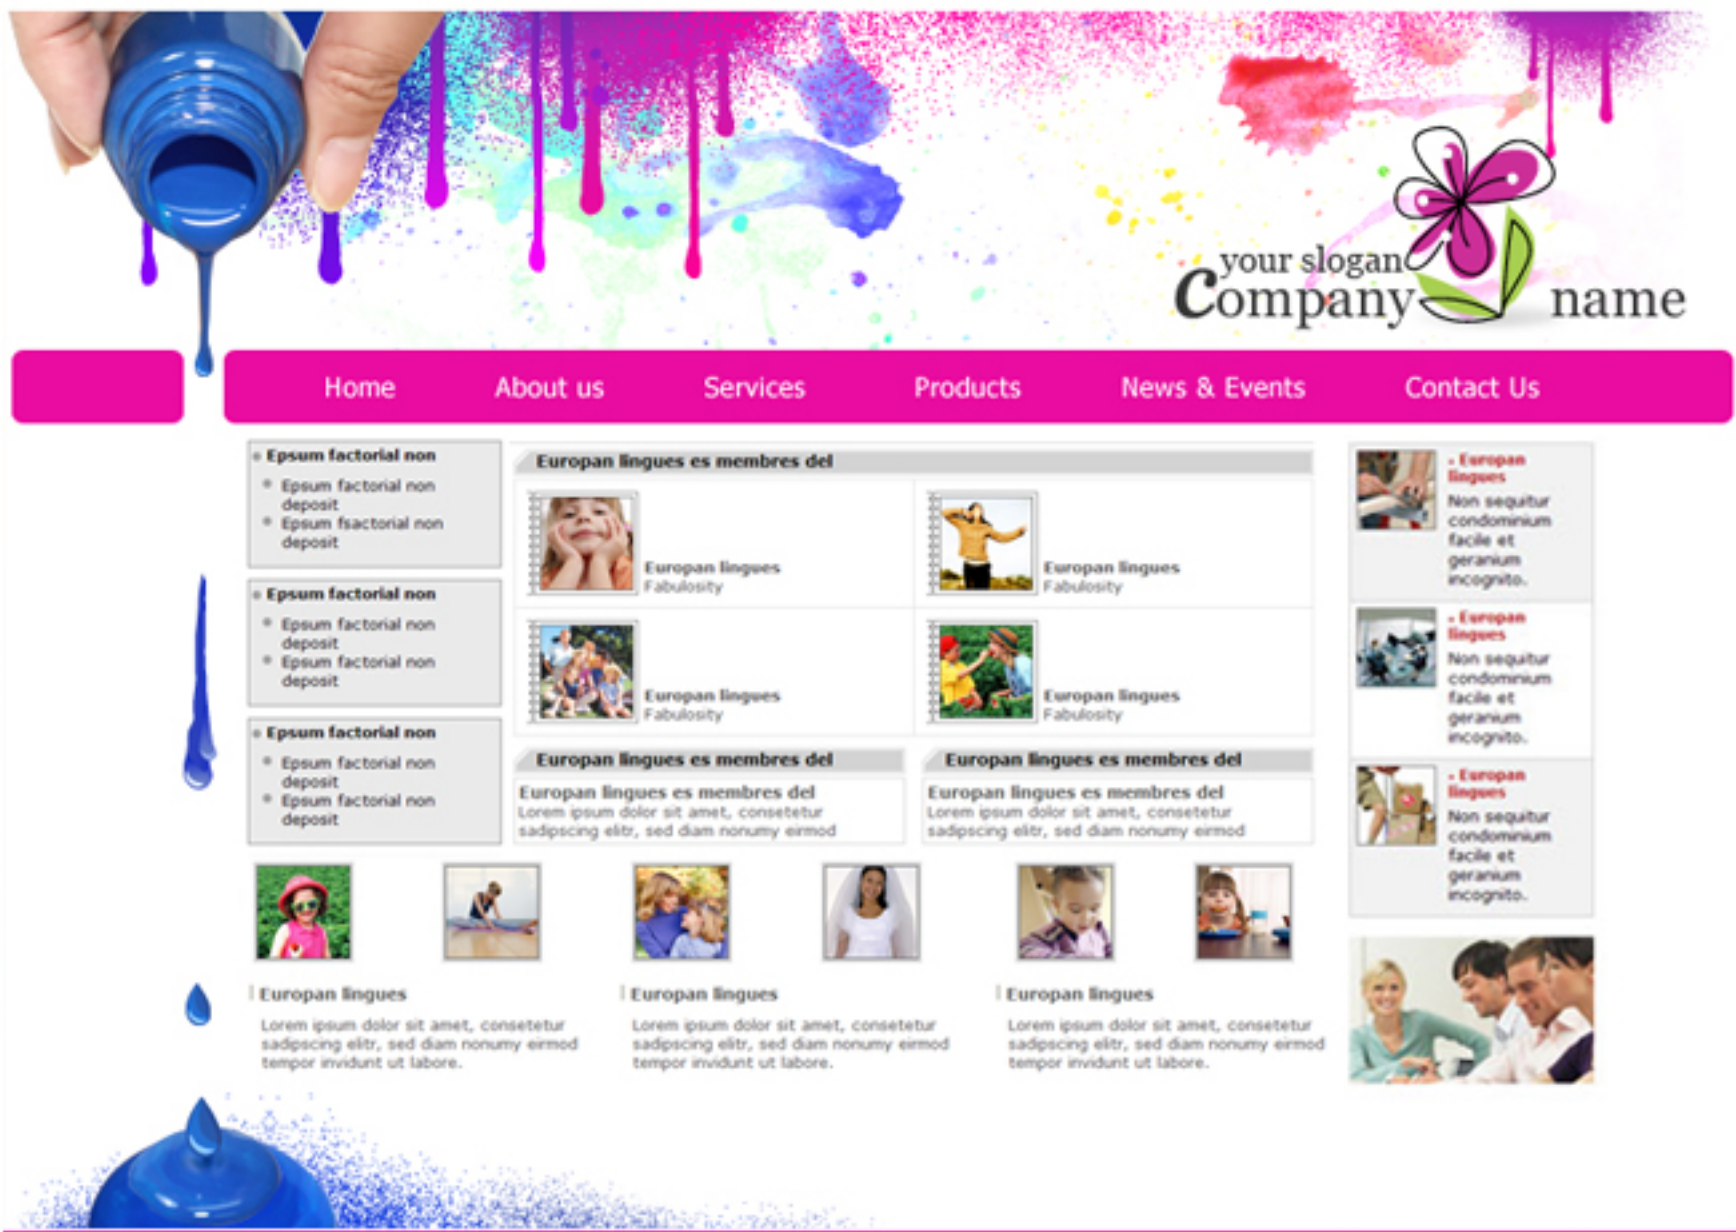 your slogan
Company name
Home About us Services Products News & Events Contact Us
Epsum factorial non
Epsum factorial non
deposit
Epsum fsactorial non
deposit
Epsum factorial non
Epsum factorial non
deposit
Epsum factorial non
deposit
Epsum factorial non
Epsum factorial non
deposit
Epsum factorial non
deposit
Europan lingues es membres del
Europan lingues
Fabulosity
Europan lingues
Fabulosity
Europan lingues
Fabulosity
Europan lingues
Fabulosity
Europan lingues es membres del
Europan lingues es membres del
Lorem ipsum dolor sit amet, consetetur
sadipscing elitr, sed diam nonumy eirmod
Europan lingues es membres del
Europan lingues es membres del
Lorem ipsum dolor sit amet, consetetur
sadipscing elitr, sed diam nonumy eirmod
Europan
lingues
Non sequitur
condominium
facile et
geranium
incognito.
Europan
lingues
Non sequitur
condominium
facile et
geranium
incognito.
Europan
lingues
Non sequitur
condominium
facile et
geranium
incognito.
Europan lingues
Lorem ipsum dolor sit amet, consetetur
sadipscing elitr, sed diam nonumy eirmod
tempor invidunt ut labore.
Europan lingues
Lorem ipsum dolor sit amet, consetetur
sadipscing elitr, sed diam nonumy eirmod
tempor invidunt ut labore.
Europan lingues
Lorem ipsum dolor sit amet, consetetur
sadipscing elitr, sed diam nonumy eirmod
tempor invidunt ut labore.